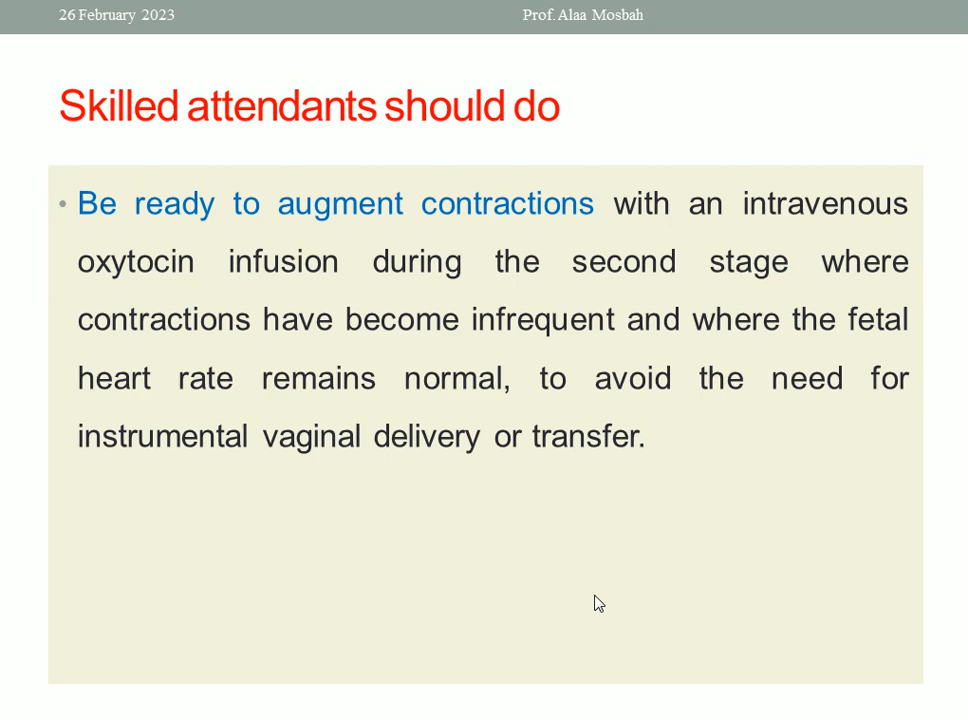 26 February 2023 Prof. Alaa Mosbah
Skilled attendants should do
• Be ready to augment contractions with an intravenous
oxytocin infusion during the second stage where
contractions have become infrequent and where the fetal
heart rate remains normal, to avoid the need for
instrumental vaginal delivery or transfer.